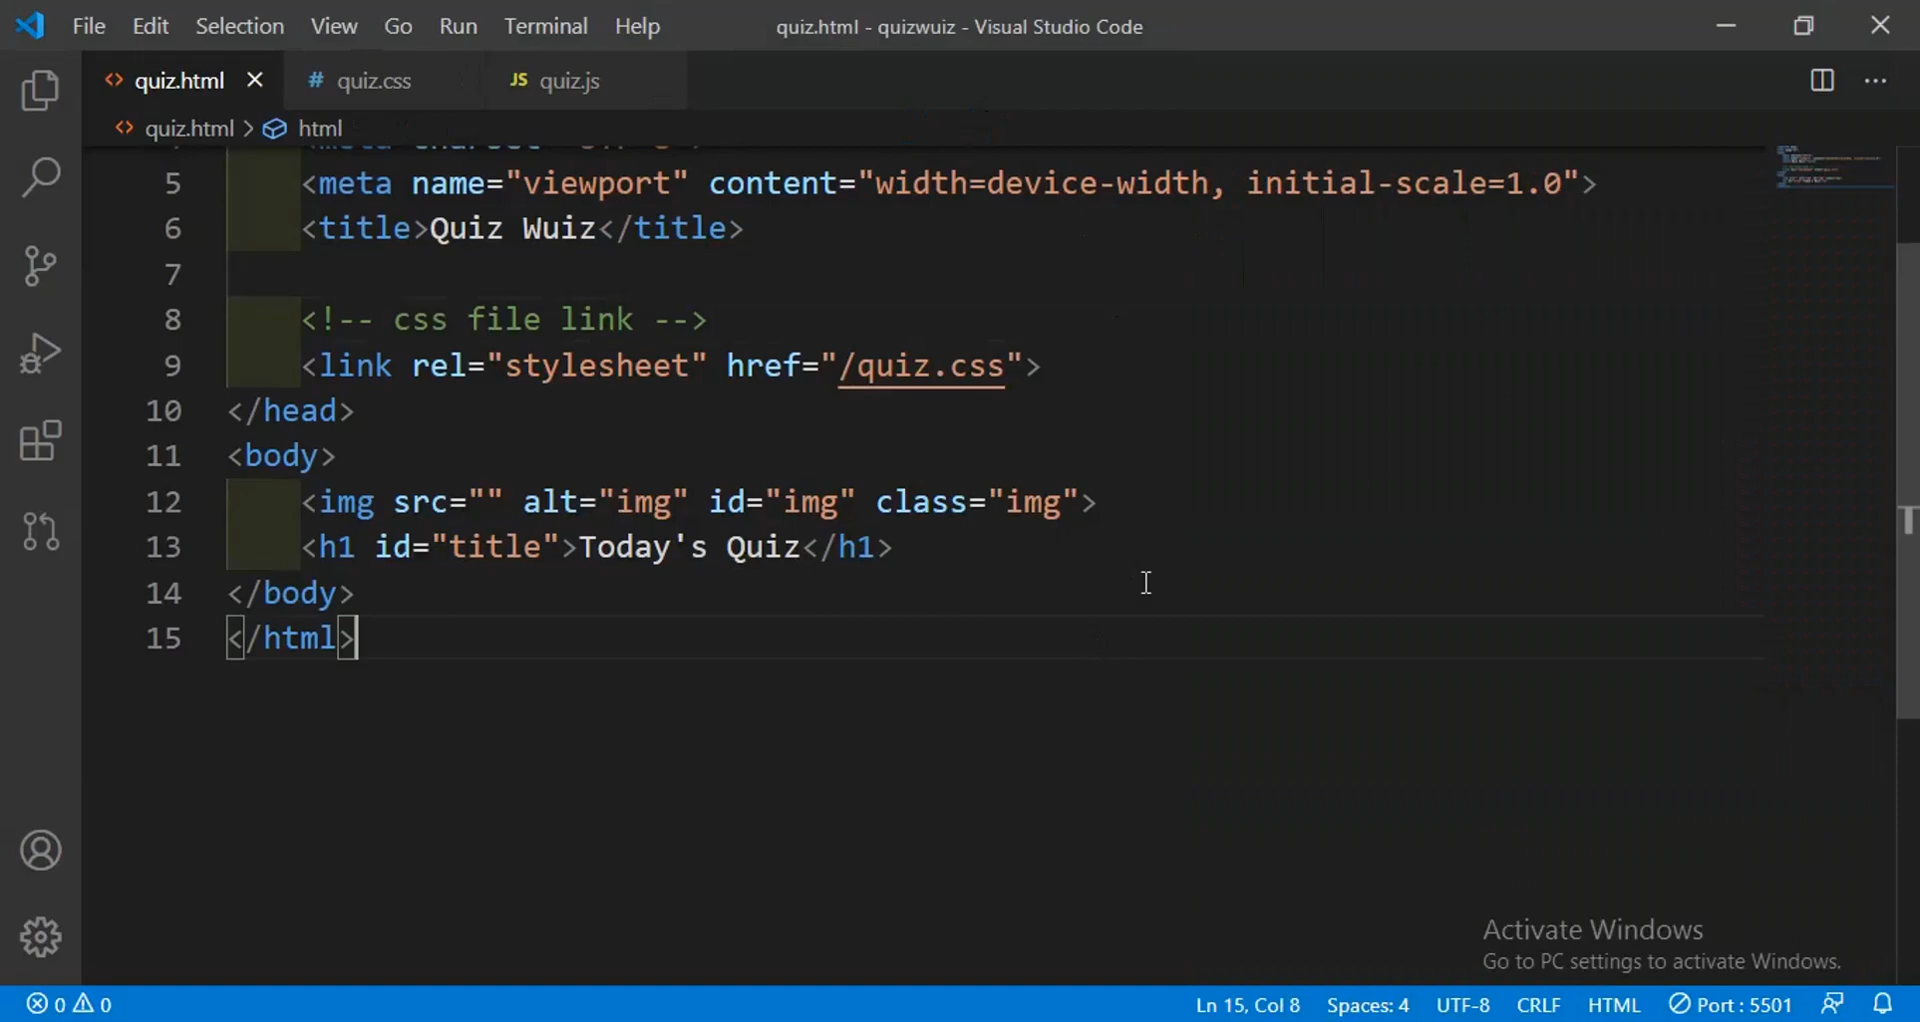 File Edit Selection View Go Run Terminal Help quiz.html - quizwuiz - Visual Studio Code
quiz.html # quiz.css JS quiz.js
quiz.html > html
5 <meta name="viewport" content="width=device-width, initial-scale=1.0">
6 <title>Quiz Wuiz</title>
7
8 <!-- css file link -->
9 <link rel="stylesheet" href="/quiz.css">
10 </head>
11 <body>
12 <img src="" alt="img" id="img" class="img">
13 <h1 id="title">Today's Quiz</h1>
14 </body>
15 </html>
Activate Windows
Go to PC settings to activate Windows.
0 0 Ln 15, Col 8 Spaces: 4 UTF-8 CRLF HTML Port : 5501